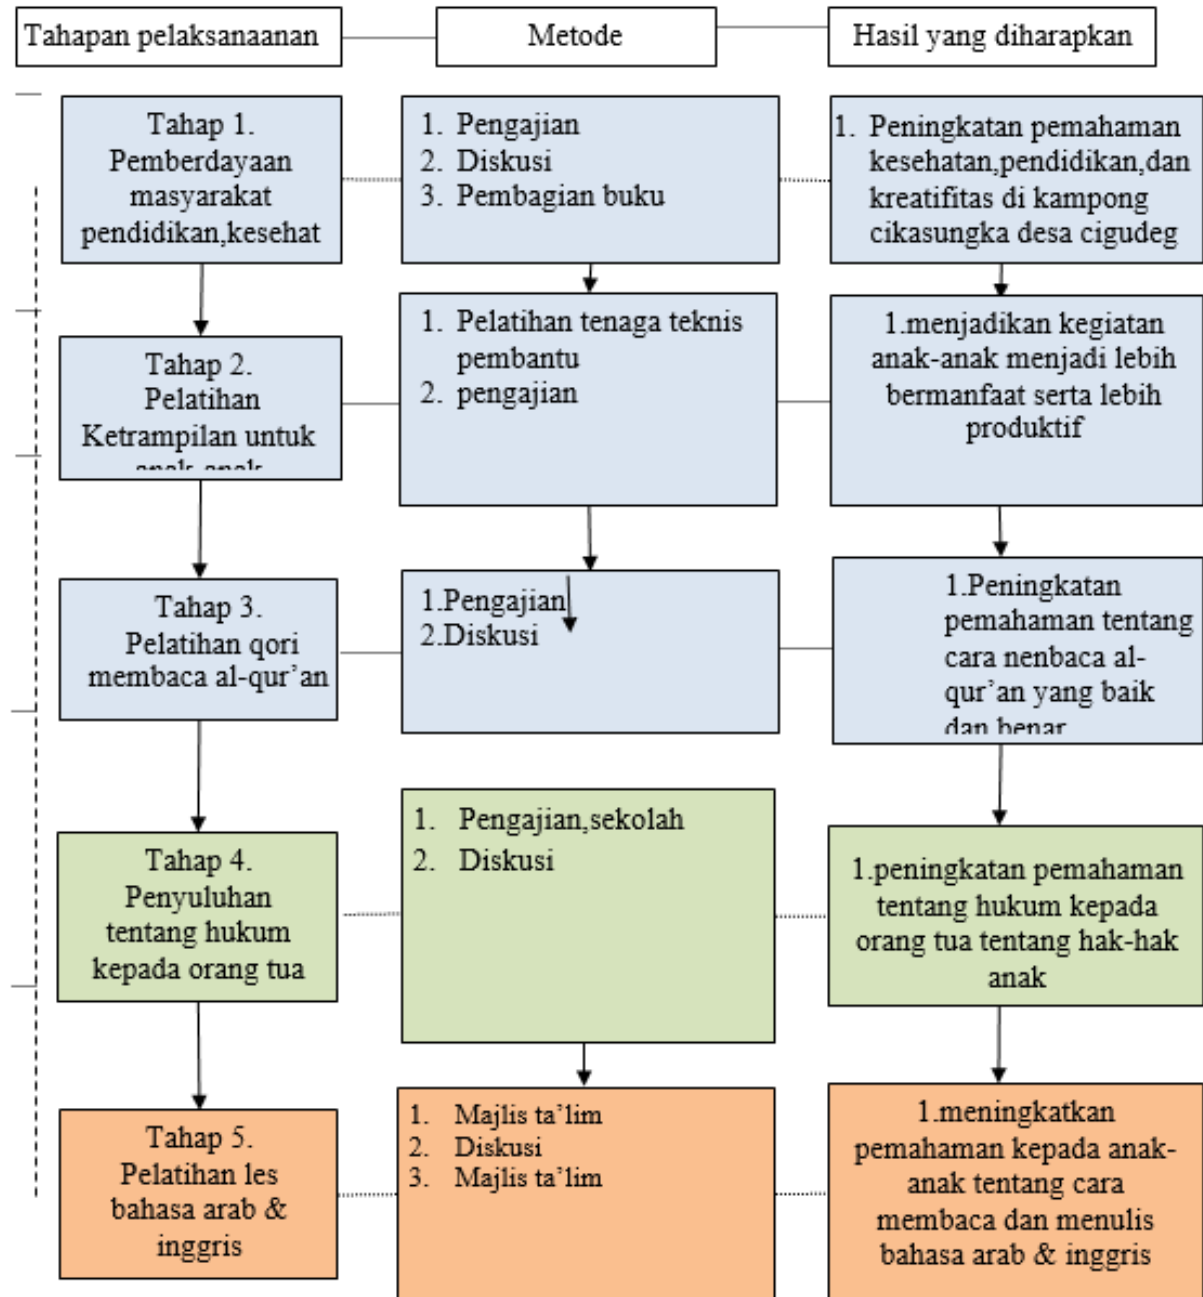 Tahapan pelaksanaanan
Metode
Hasil yang diharapkan
Tahap 1.
Pemberdayaan
masyarakat
pendidikan,kesehat
1. Pengajian
2. Diskusi
3. Pembagian buku
1. Peningkatan pemahaman
kesehatan,pendidikan,dan
kreatifitas di kampong
cikasungka desa cigudeg
Tahap 2.
Pelatihan
Ketrampilan untuk
anak-anak
1. Pelatihan tenaga teknis
pembantu
2. pengajian
1.menjadikan kegiatan
anak-anak menjadi lebih
bermanfaat serta lebih
produktif
Tahap 3.
Pelatihan qori
membaca al-qur’an
1.Pengajian
2.Diskusi
1.Peningkatan
pemahaman tentang
cara nenbaca al-
qur’an yang baik
dan benar
Tahap 4.
Penyuluhan
tentang hukum
kepada orang tua
1. Pengajian,sekolah
2. Diskusi
1.peningkatan pemahaman
tentang hukum kepada
orang tua tentang hak-hak
anak
Tahap 5.
Pelatihan les
bahasa arab &
inggris
1. Majlis ta’lim
2. Diskusi
3. Majlis ta’lim
1.meningkatkan
pemahaman kepada anak-
anak tentang cara
membaca dan menulis
bahasa arab & inggris